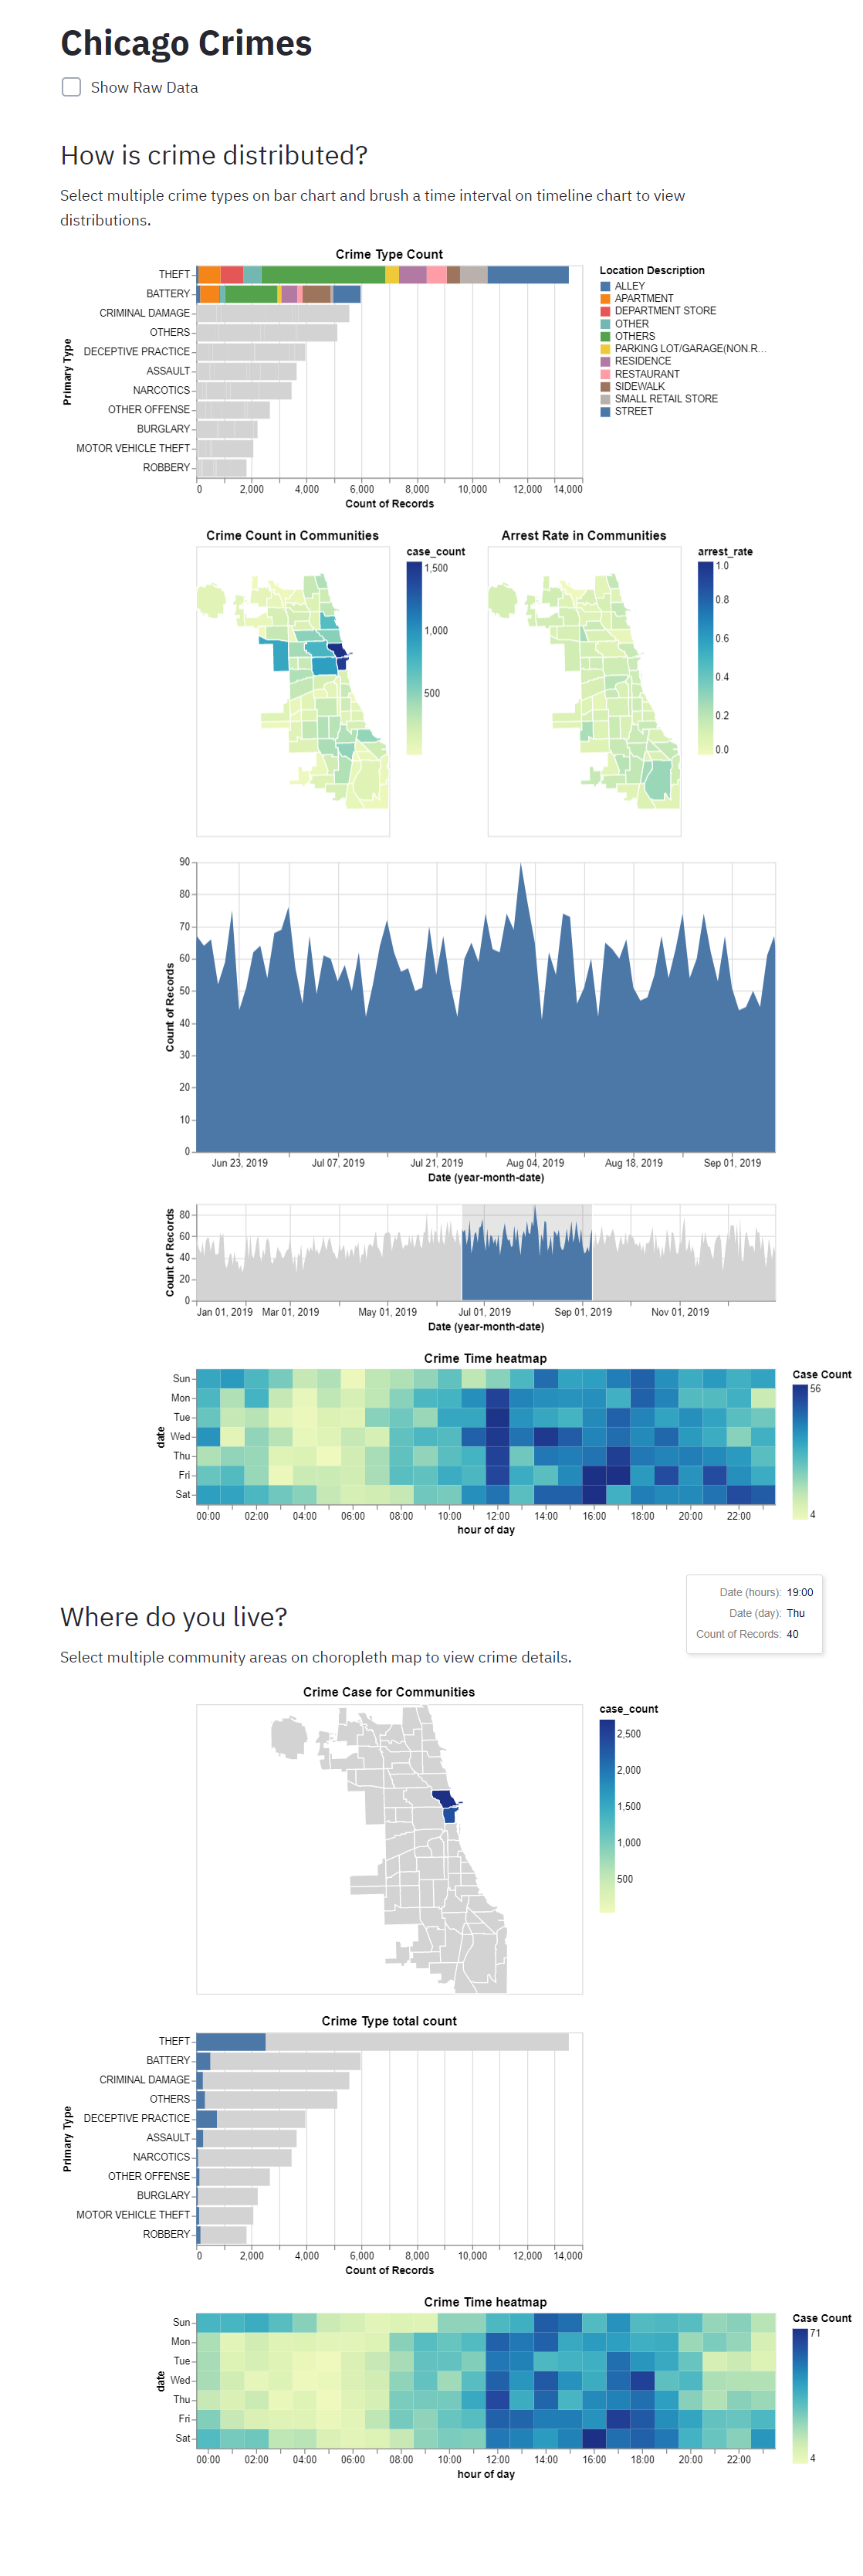 Chicago Crimes
Show Raw Data
How is crime distributed?
Select multiple crime types on bar chart and brush a time interval on timeline chart to view
distributions.
Crime Type Count
Primary Type
THEFT
BATTERY
CRIMINAL DAMAGE
OTHERS
DECEPTIVE PRACTICE
ASSAULT
NARCOTICS
OTHER OFFENSE
BURGLARY
MOTOR VEHICLE THEFT
ROBBERY
0 2,000 4,000 6,000 8,000 10,000 12,000 14,000
Count of Records
Location Description
ALLEY
APARTMENT
DEPARTMENT STORE
OTHER
OTHERS
PARKING LOT/GARAGE(NON.R...
RESIDENCE
RESTAURANT
SIDEWALK
SMALL RETAIL STORE
STREET
Crime Count in Communities
case_count
1,500
1,000
500
Arrest Rate in Communities
arrest_rate
1.0
0.8
0.6
0.4
0.2
0.0
Count of Records
90
80
70
60
50
40
30
20
10
0
Jun 23, 2019 Jul 07, 2019 Jul 21, 2019 Aug 04, 2019 Aug 18, 2019 Sep 01, 2019
Date (year-month-date)
Count of Records
80
60
40
20
0
Jan 01, 2019 Mar 01, 2019 May 01, 2019 Jul 01, 2019 Sep 01, 2019 Nov 01, 2019
Date (year-month-date)
Crime Time heatmap
date
Sun
Mon
Tue
Wed
Thu
Fri
Sat
00:00 02:00 04:00 06:00 08:00 10:00 12:00 14:00 16:00 18:00 20:00 22:00
hour of day
Case Count
56
4
Date (hours): 19:00
Date (day): Thu
Count of Records: 40
Where do you live?
Select multiple community areas on choropleth map to view crime details.
Crime Case for Communities
case_count
2,500
2,000
1,500
1,000
500
Crime Type total count
Primary Type
THEFT
BATTERY
CRIMINAL DAMAGE
OTHERS
DECEPTIVE PRACTICE
ASSAULT
NARCOTICS
OTHER OFFENSE
BURGLARY
MOTOR VEHICLE THEFT
ROBBERY
0 2,000 4,000 6,000 8,000 10,000 12,000 14,000
Count of Records
Crime Time heatmap
date
Sun
Mon
Tue
Wed
Thu
Fri
Sat
00:00 02:00 04:00 06:00 08:00 10:00 12:00 14:00 16:00 18:00 20:00 22:00
hour of day
Case Count
71
4